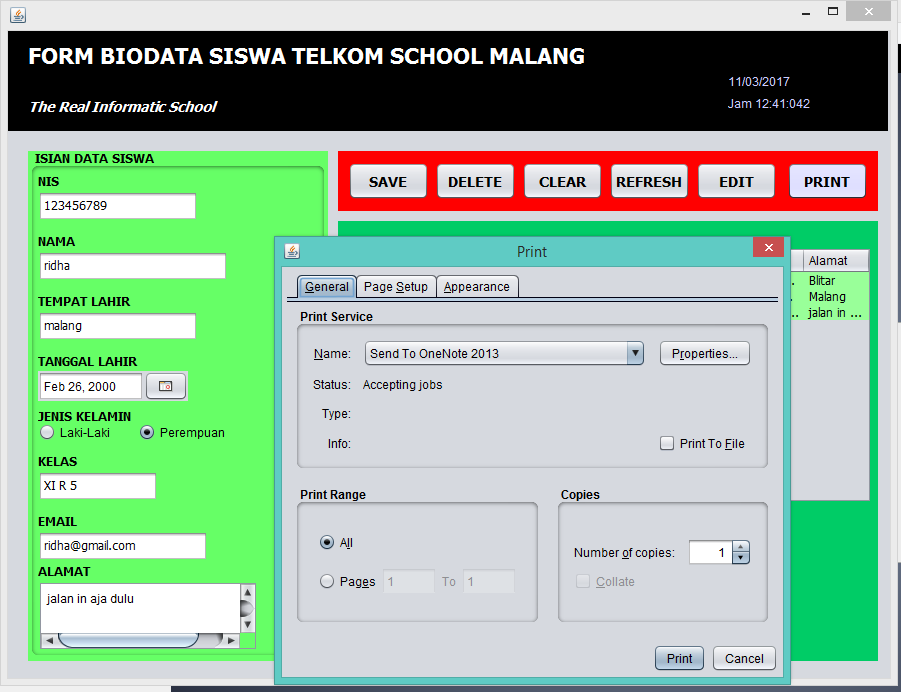 FORM BIODATA SISWA TELKOM SCHOOL MALANG
11/03/2017
The Real Informatic School
Jam 12:41:042
ISIAN DATA SISWA
NIS
123456789
NAMA
ridha
TEMPAT LAHIR
malang
TANGGAL LAHIR
Feb 26, 2000
JENIS KELAMIN
Laki-Laki Perempuan
KELAS
XI R 5
EMAIL
ridha@gmail.com
ALAMAT
jalan in aja dulu
SAVE DELETE CLEAR REFRESH EDIT PRINT
Alamat
. Blitar
. Malang
.. jalan in ...
Print
General Page Setup Appearance
Print Service
Name: Send To OneNote 2013 Properties...
Status: Accepting jobs
Type:
Info: Print To File
Print Range
All
Pages 1 To 1
Copies
Number of copies: 1
Collate
Print Cancel